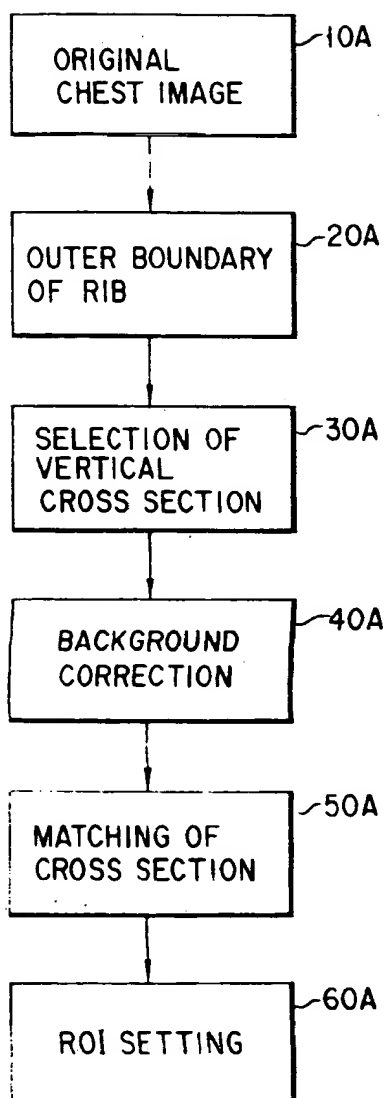 10A
ORIGINAL
CHEST IMAGE
20A
OUTER BOUNDARY
OF RIB
30A
SELECTION OF
VERTICAL
CROSS SECTION
40A
BACKGROUND
CORRECTION
50A
MATCHING OF
CROSS SECTION
60A
ROI SETTING